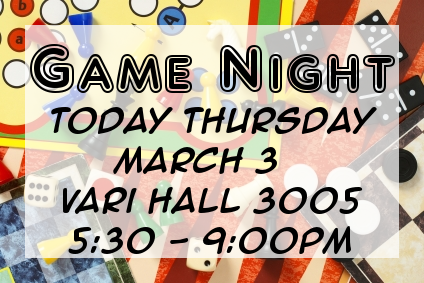 GAME NIGHT
TODAY THURSDAY
MARCH 3
VARI HALL 3005
5:30 - 9:00PM